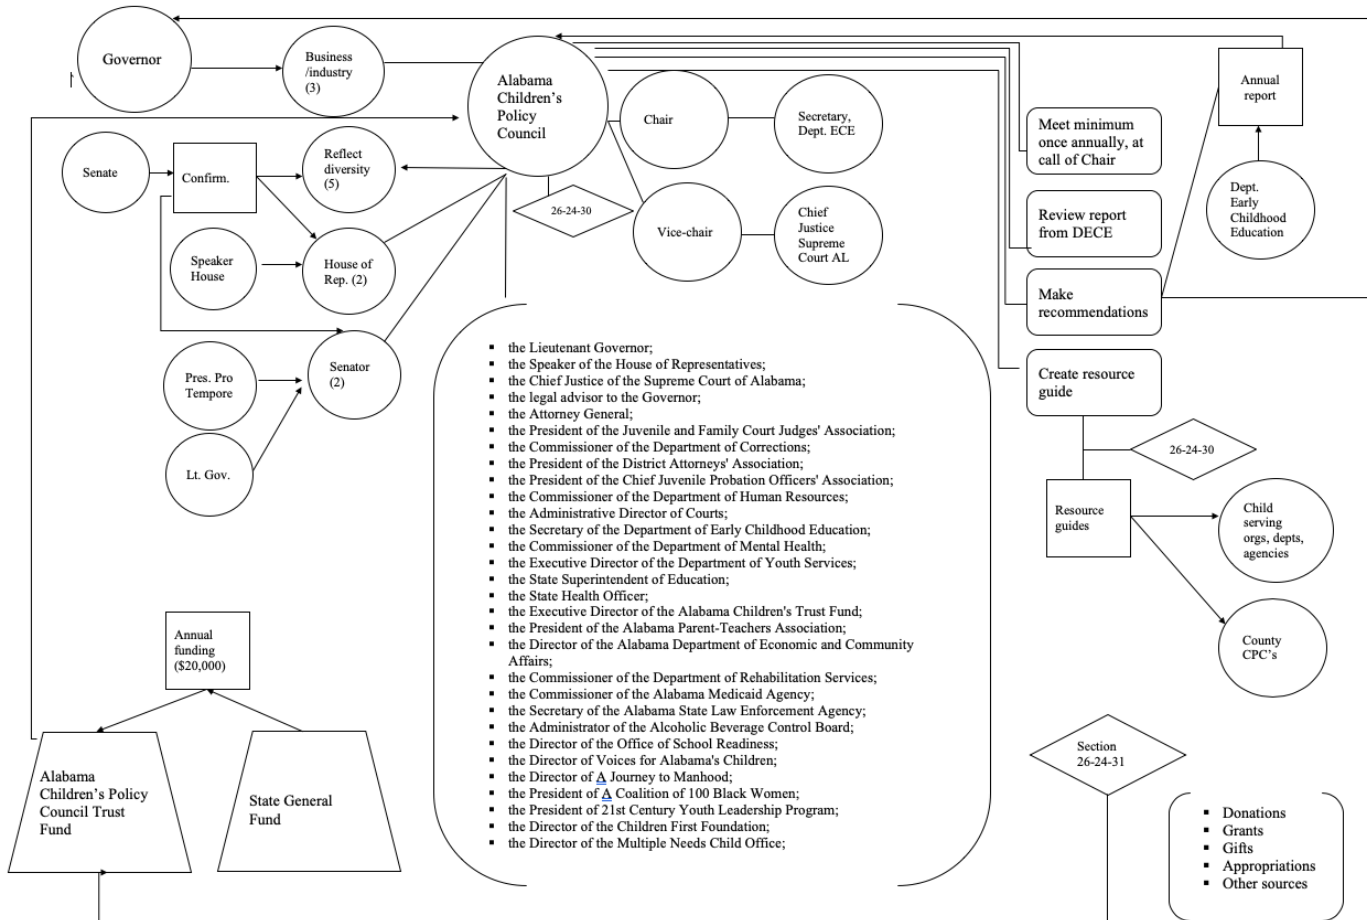 Governor
Business
/industry
(3)
Alabama
Children's
Policy
Council
Chair
Secretary,
Dept. ECE
Annual
report
Meet minimum
once annually, at
call of Chair
Senate
Confirm.
Reflect
diversity
(5)
26-24-30
Vice-chair
Chief
Justice
Supreme
Court AL
Review report
from DECE
Dept.
Early
Childhood
Education
Speaker
House
House of
Rep. (2)
Make
recommendations
Pres. Pro
Tempore
Senator
(2)
Create resource
guide
Lt. Gov.
26-24-30
Resource
guides
Child
serving
orgs, depts,
agencies
County
CPC's
▪ the Lieutenant Governor;
▪ the Speaker of the House of Representatives;
▪ the Chief Justice of the Supreme Court of Alabama;
▪ the legal advisor to the Governor;
▪ the Attorney General;
▪ the President of the Juvenile and Family Court Judges' Association;
▪ the Commissioner of the Department of Corrections;
▪ the President of the District Attorneys' Association;
▪ the President of the Chief Juvenile Probation Officers' Association;
▪ the Commissioner of the Department of Human Resources;
▪ the Administrative Director of Courts;
▪ the Secretary of the Department of Early Childhood Education;
▪ the Commissioner of the Department of Mental Health;
▪ the Executive Director of the Department of Youth Services;
▪ the State Superintendent of Education;
▪ the State Health Officer;
▪ the Executive Director of the Alabama Children's Trust Fund;
▪ the President of the Alabama Parent-Teachers Association;
▪ the Director of the Alabama Department of Economic and Community
Affairs;
▪ the Commissioner of the Department of Rehabilitation Services;
▪ the Commissioner of the Alabama Medicaid Agency;
▪ the Secretary of the Alabama State Law Enforcement Agency;
▪ the Administrator of the Alcoholic Beverage Control Board;
▪ the Director of the Office of School Readiness;
▪ the Director of Voices for Alabama's Children;
▪ the Director of A Journey to Manhood;
▪ the President of A Coalition of 100 Black Women;
▪ the President of 21st Century Youth Leadership Program;
▪ the Director of the Children First Foundation;
▪ the Director of the Multiple Needs Child Office;
Annual
funding
($20,000)
Alabama
Children's Policy
Council Trust
Fund
State General
Fund
Section
26-24-31
▪ Donations
▪ Grants
▪ Gifts
▪ Appropriations
▪ Other sources